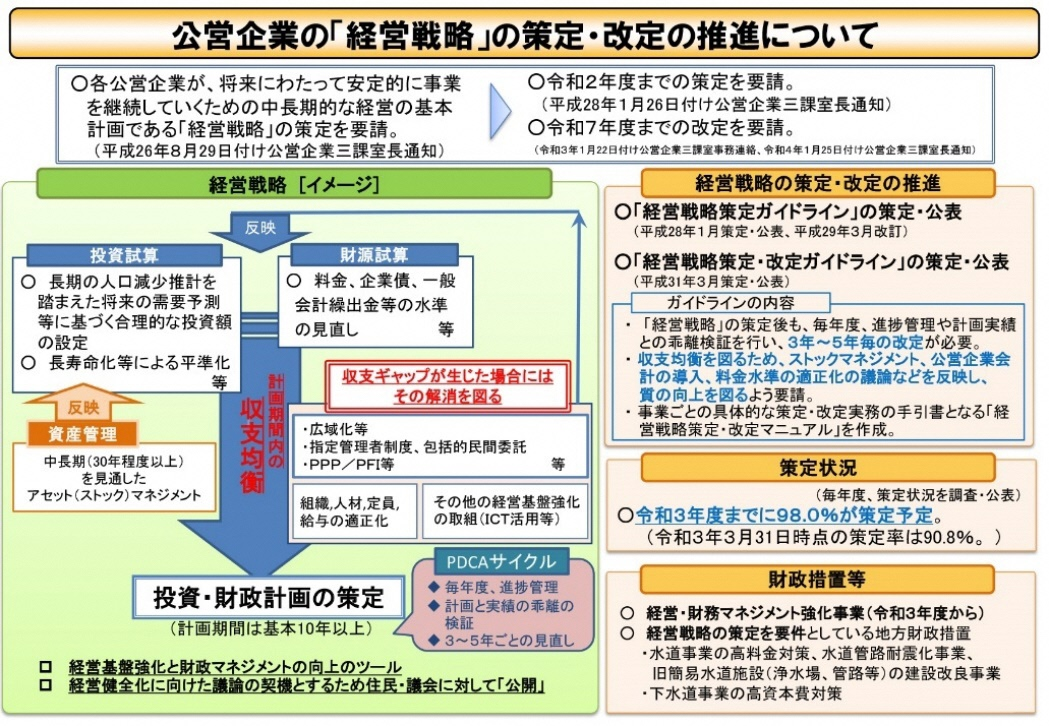 公営企業の「経営戦略」の策定・改定の推進について
○各公営企業が、将来にわたって安定的に事業
を継続していくための中長期的な経営の基本
計画である「経営戦略」の策定を要請。
（平成26年８月29日付け公営企業三課室長通知）
○令和２年度までの策定を要請。
（平成28年１月26日付け公営企業三課室長通知）
○令和７年度までの改定を要請。
（令和３年１月22日付け公営企業三課室事務連絡、令和４年１月25日付け公営企業三課室長通知）
経営戦略 [イメージ]
反映
投資試算
○ 長期の人口減少推計を
踏まえた将来の需要予測
等に基づく合理的な投資額
の設定
○ 長寿命化等による平準化
等
財源試算
○ 料金、企業債、一般
会計繰出金等の水準
の見直し 等
反映
資産管理
中長期（30年程度以上）
を見通した
アセット（ストック）マネジメント
計画期間内の
収支均衡
収支ギャップが生じた場合には
その解消を図る
・広域化等
・指定管理者制度、包括的民間委託
・PPP／PFI等 等
組織,人材,定員,
給与の適正化
その他の経営基盤強化
の取組（ICT活用等）
投資・財政計画の策定
（計画期間は基本10年以上）
PDCAサイクル
◆ 毎年度、進捗管理
◆ 計画と実績の乖離の
検証
◆ ３～５年ごとの見直し
□ 経営基盤強化と財政マネジメントの向上のツール
□ 経営健全化に向けた議論の契機とするため住民・議会に対して「公開」
経営戦略の策定・改定の推進
○「経営戦略策定ガイドライン」の策定・公表
（平成28年１月策定・公表、平成29年３月改訂）
○「経営戦略策定・改定ガイドライン」の策定・公表
（平成31年３月策定・公表）
ガイドラインの内容
・ 「経営戦略」の策定後も、毎年度、進捗管理や計画実績
との乖離検証を行い、３年～５年毎の改定が必要。
・ 収支均衡を図るため、ストックマネジメント、公営企業会
計の導入、料金水準の適正化の議論などを反映し、
質の向上を図るよう要請。
・ 事業ごとの具体的な策定・改定実務の手引書となる「経
営戦略策定・改定マニュアル」を作成。
策定状況
（毎年度、策定状況を調査・公表）
○令和３年度までに98.0％が策定予定。
（令和３年３月31日時点の策定率は90.8％。）
財政措置等
○ 経営・財務マネジメント強化事業（令和３年度から）
○ 経営戦略の策定を要件としている地方財政措置
・水道事業の高料金対策、水道管路耐震化事業、
旧簡易水道施設（浄水場、管路等）の建設改良事業
・下水道事業の高資本費対策